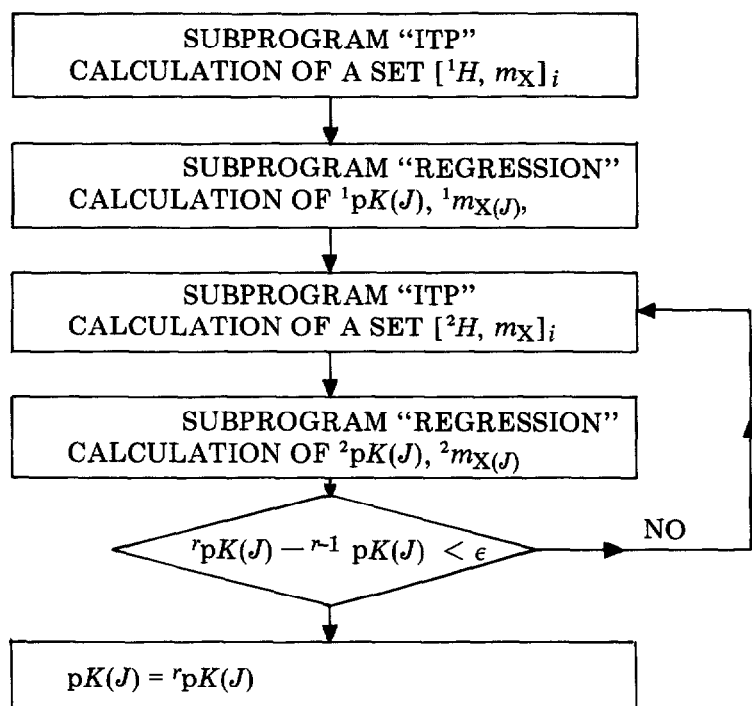 SUBPROGRAM “ITP”
CALCULATION OF A SET [¹H, mX]i
SUBPROGRAM “REGRESSION”
CALCULATION OF ¹pK(J), ¹mX(J),
SUBPROGRAM “ITP”
CALCULATION OF A SET [²H, mX]i
SUBPROGRAM “REGRESSION”
CALCULATION OF ²pK(J), ²mX(J)
ʳpK(J) — ʳ⁻¹ pK(J) < ϵ
NO
pK(J) = ʳpK(J)